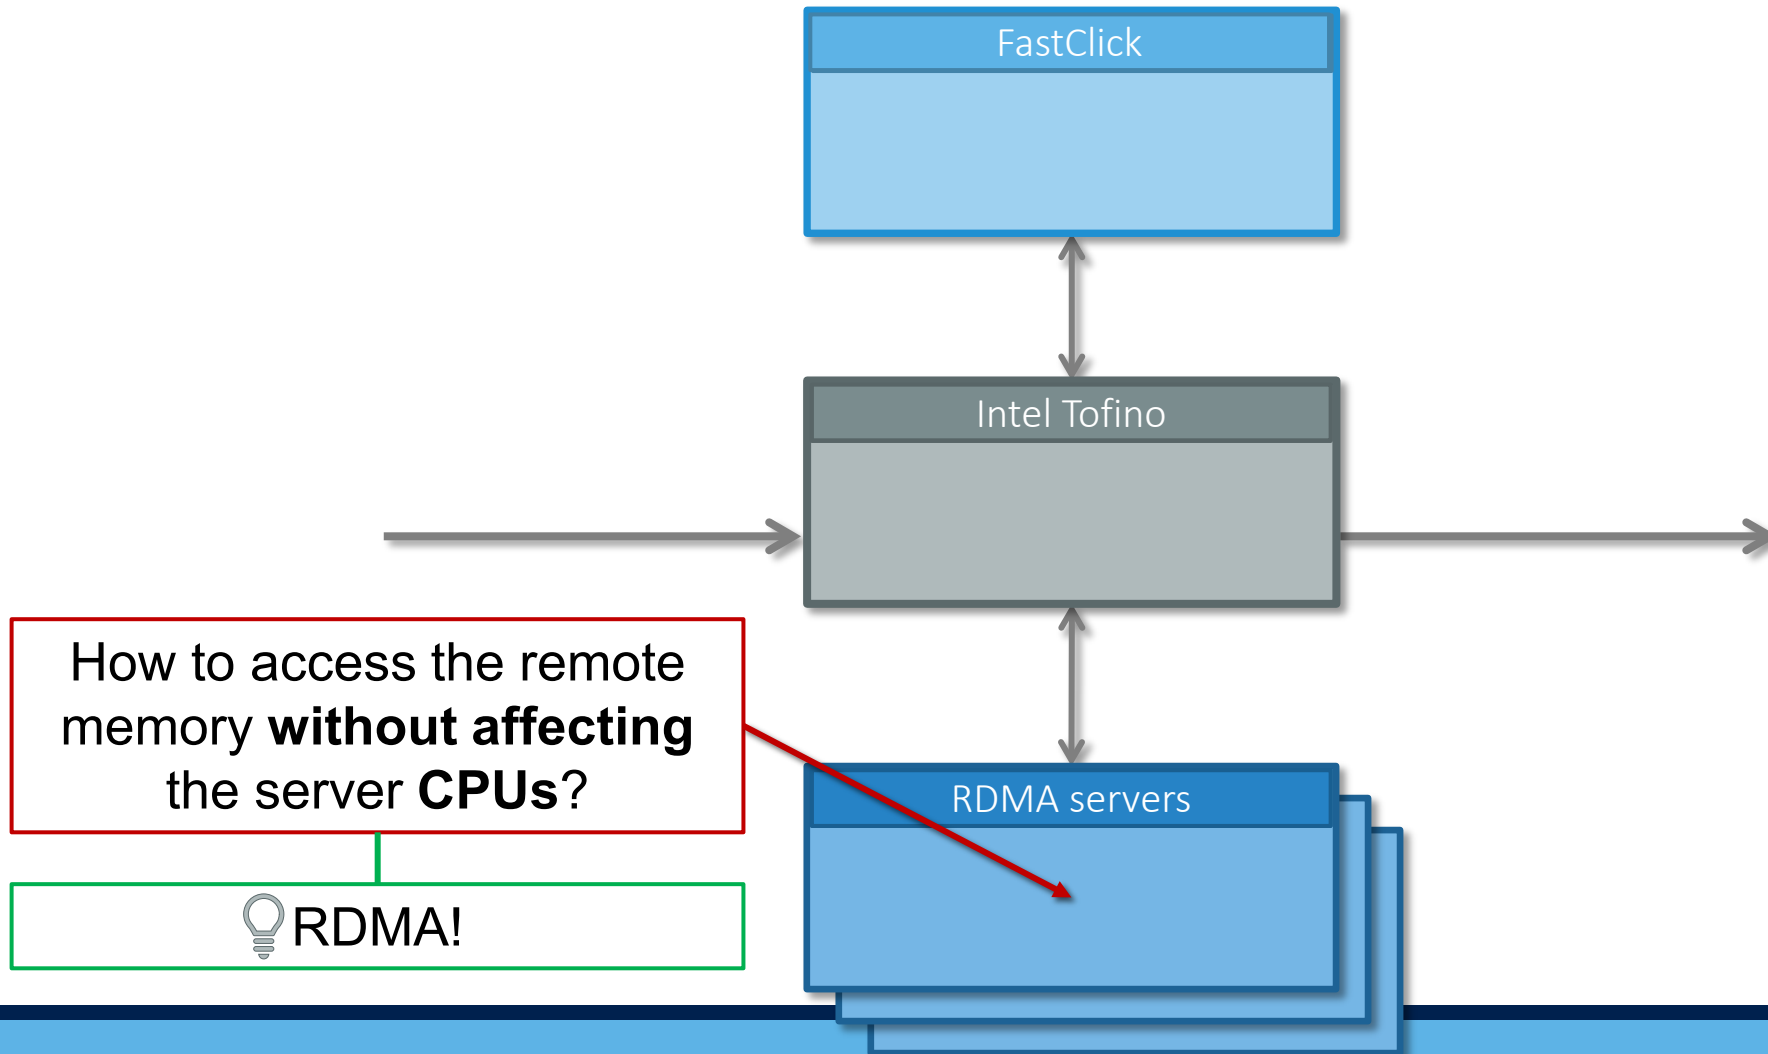 FastClick
Intel Tofino
How to access the remote
memory without affecting
the server CPUs?
RDMA servers
RDMA!